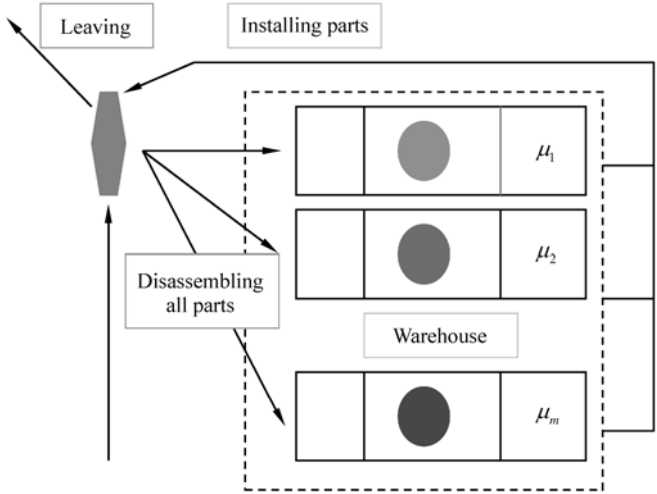 Leaving
Installing parts
μ₁
μ₂
Disassembling
all parts
Warehouse
μₘ